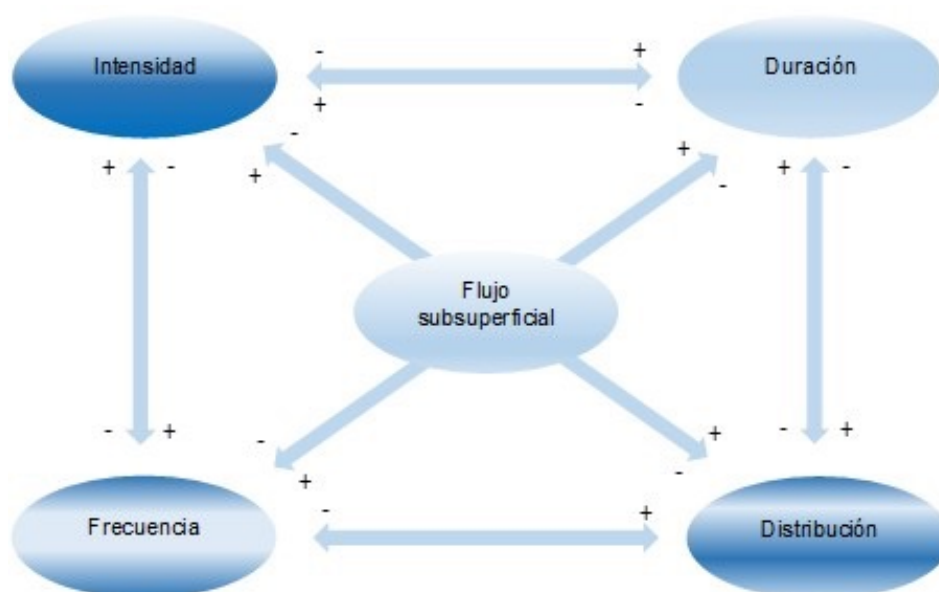 Intensidad
- +
Duración
+ -
- +
+ - + -
+ -
Flujo
subsuperficial
- + - +
- +
+ -
- +
Frecuencia
Distribución